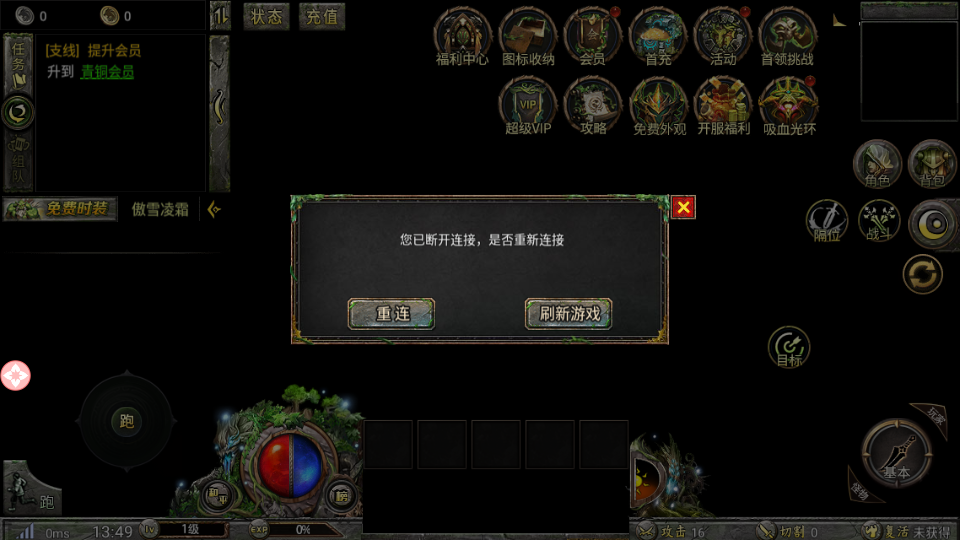 0
0
状态
充值
任务
[支线] 提升会员
升到 青铜会员
组队
福利中心
图标收纳
会员
首充
活动
首领挑战
VIP
超级VIP
攻略
免费外观
开服福利
吸血光环
角色
背包
免费时装
傲雪凌霜
隔位
战斗
您已断开连接，是否重新连接
重连
刷新游戏
目标
跑
玩家
基本
怪物
和平
跑
0ms
13:49
LV
1级
EXP
0%
攻击 16
切割 0
复活 未获得